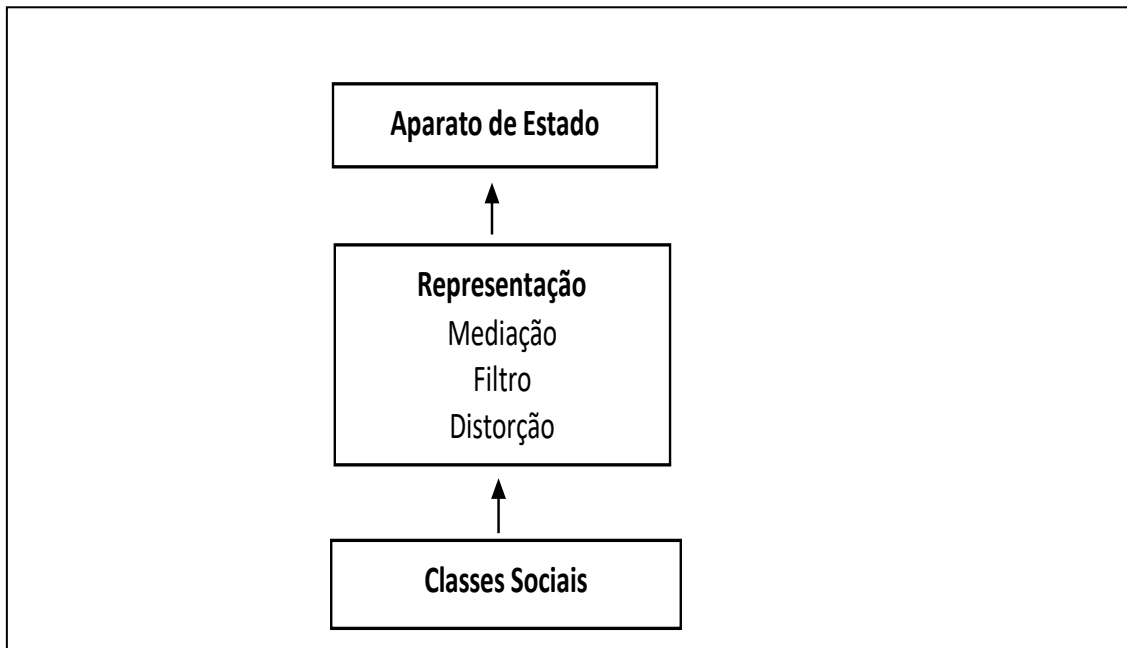 Aparato de Estado
Representação
Mediação
Filtro
Distorção
Classes Sociais